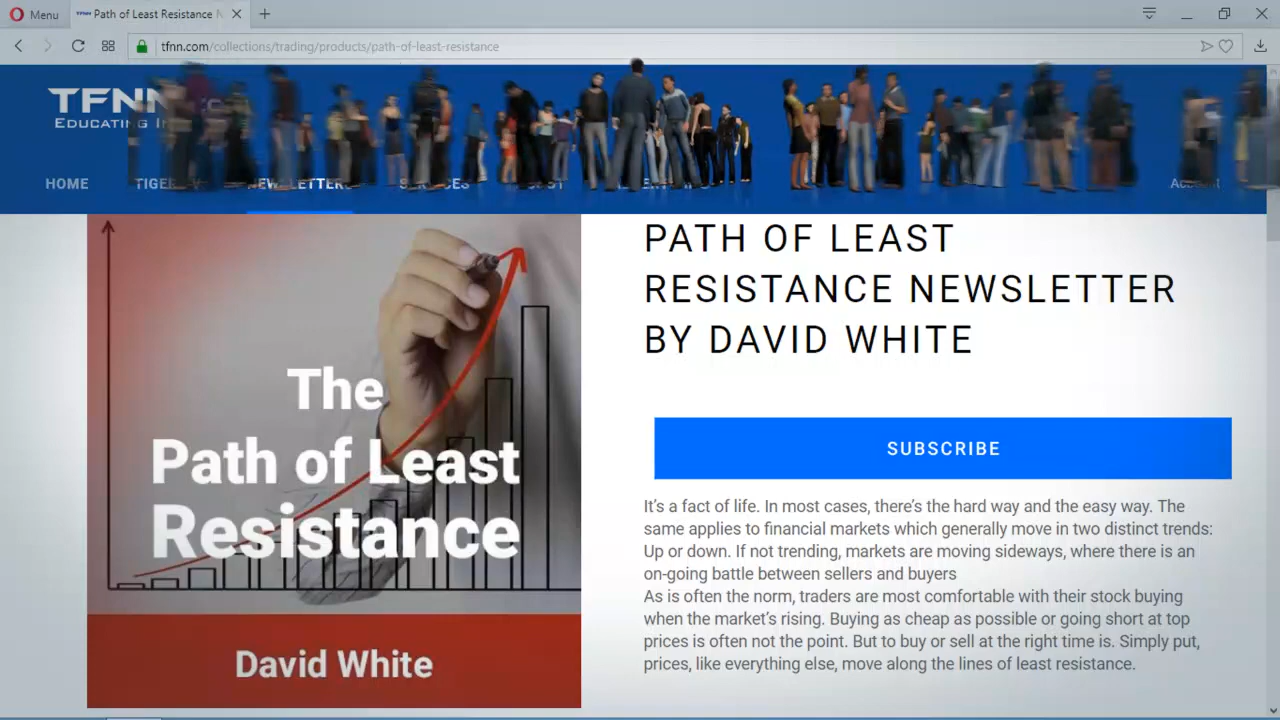 Menu
Path of Least Resistance N
tfnn.com/collections/trading/products/path-of-least-resistance
TFNN
EDUCATING
HOME
NEWSLETTER
SERVICES
Account
PATH OF LEAST
RESISTANCE NEWSLETTER
BY DAVID WHITE
The
Path of Least
Resistance
David White
SUBSCRIBE
It's a fact of life. In most cases, there's the hard way and the easy way. The
same applies to financial markets which generally move in two distinct trends:
Up or down. If not trending, markets are moving sideways, where there is an
on-going battle between sellers and buyers
As is often the norm, traders are most comfortable with their stock buying
when the market's rising. Buying as cheap as possible or going short at top
prices is often not the point. But to buy or sell at the right time is. Simply put,
prices, like everything else, move along the lines of least resistance.